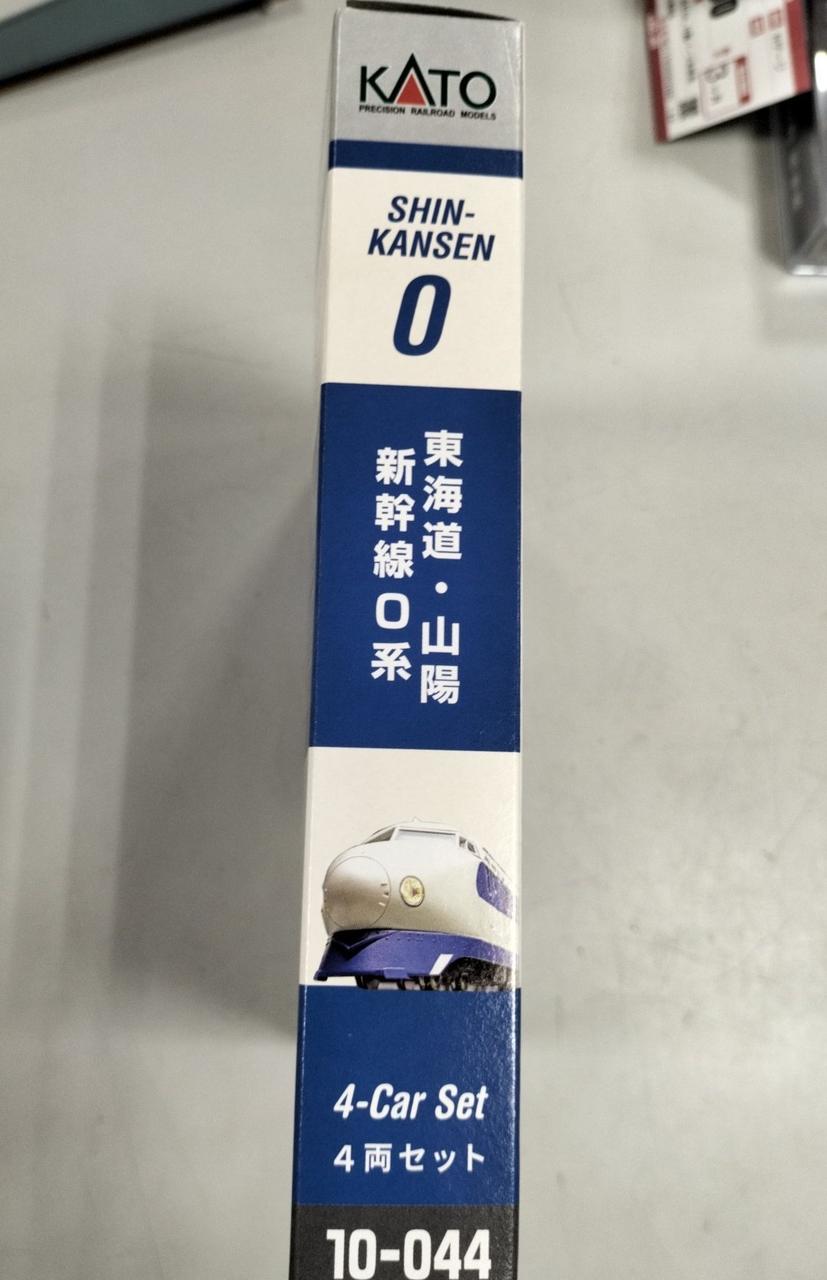 KATO
PRECISION RAILROAD MODELS
SHIN-
KANSEN
0
東海道・山陽
新幹線0系
4-Car Set
4両セット
10-044